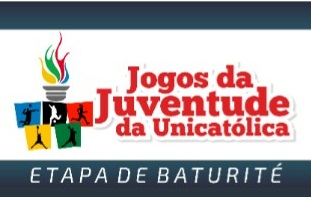 Jogos da
Juventude
da Unicatólica
ETAPA DE BATURITÉ